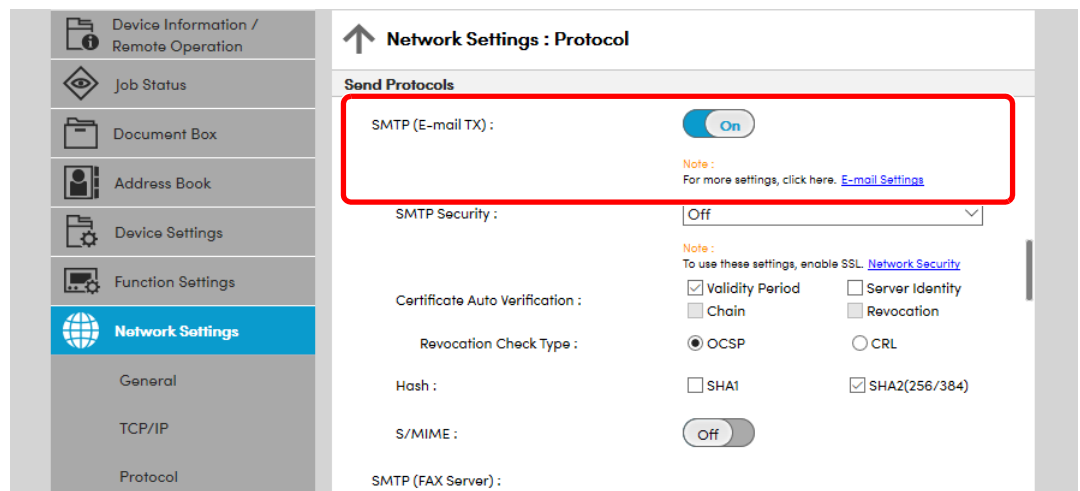 Device Information /
Remote Operation
Job Status
Document Box
Address Book
Device Settings
Function Settings
Network Settings
General
TCP/IP
Protocol
Network Settings : Protocol
Send Protocols
SMTP (E-mail TX) : On
Note :
For more settings, click here. E-mail Settings
SMTP Security : Off
Note :
To use these settings, enable SSL. Network Security
Certificate Auto Verification : Validity Period Server Identity
Chain Revocation
Revocation Check Type : OCSP CRL
Hash : SHA1 SHA2(256/384)
S/MIME : Off
SMTP (FAX Server) :